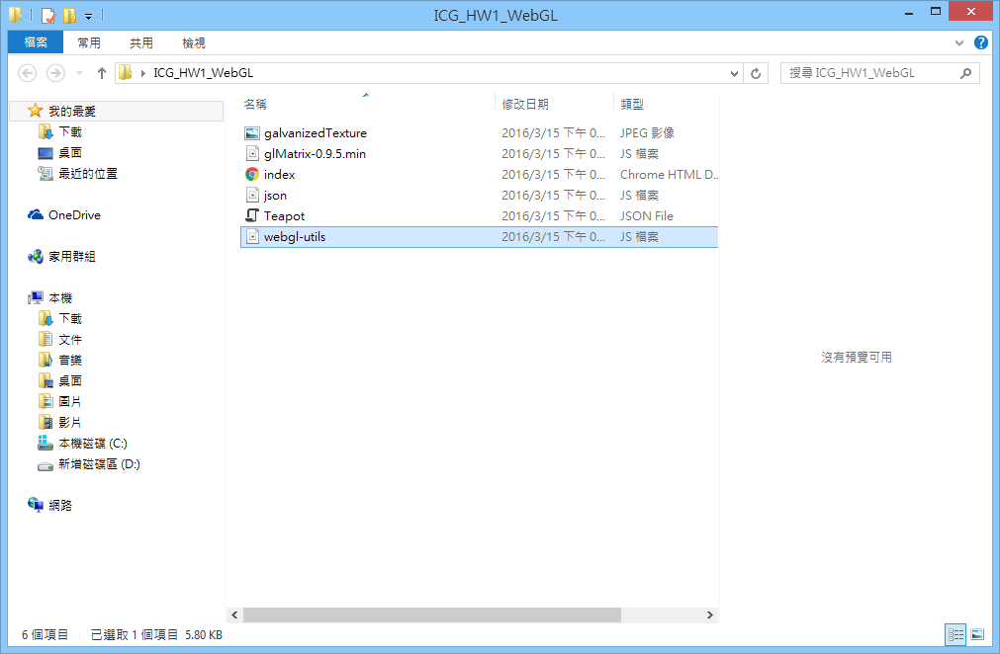 ICG_HW1_WebGL
檔案 常用 共用 檢視
ICG_HW1_WebGL 搜尋 ICG_HW1_WebGL
我的最愛
下載
桌面
最近的位置
OneDrive
家用群組
本機
下載
文件
音樂
桌面
圖片
影片
本機磁碟 (C:)
新增磁碟區 (D:)
網路
名稱 修改日期 類型
galvanizedTexture 2016/3/15 下午 0... JPEG 影像
glMatrix-0.9.5.min 2016/3/15 下午 0... JS 檔案
index 2016/3/15 下午 0... Chrome HTML D...
json 2016/3/15 下午 0... JS 檔案
Teapot 2016/3/15 下午 0... JSON File
webgl-utils 2016/3/15 下午 0... JS 檔案
沒有預覽可用
6 個項目 已選取 1 個項目 5.80 KB